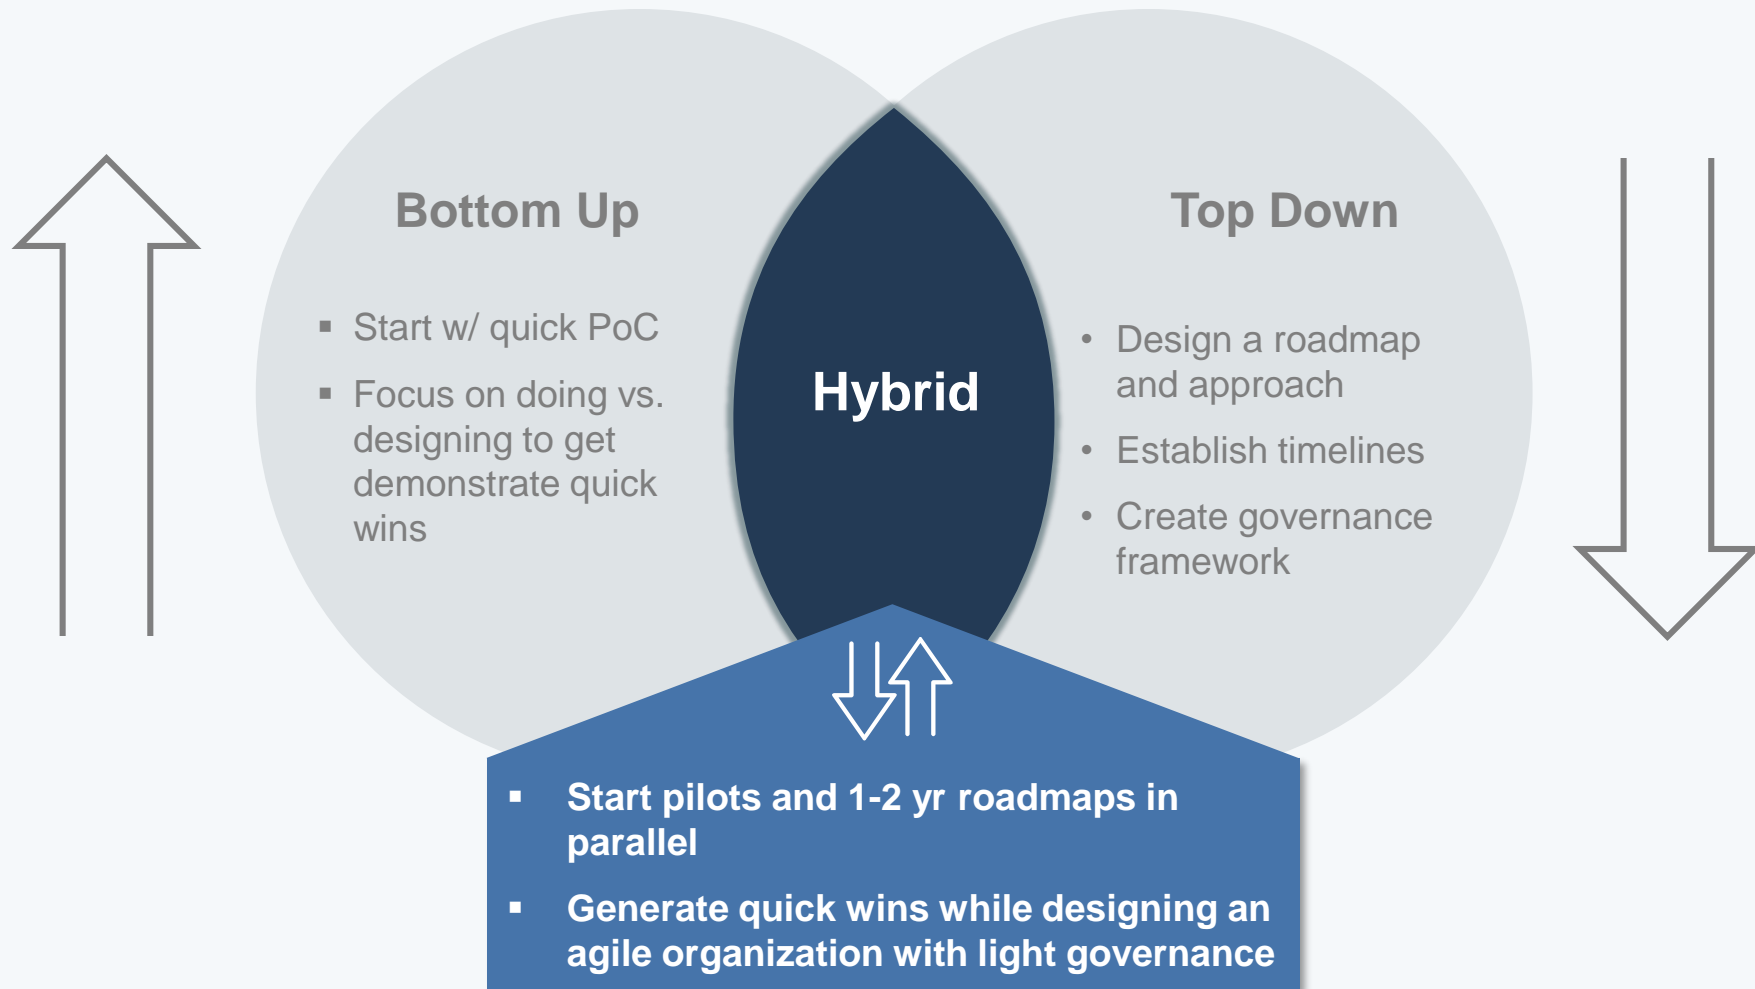 Bottom Up
▪ Start w/ quick PoC
▪ Focus on doing vs.
designing to get
demonstrate quick
wins
Hybrid
Top Down
• Design a roadmap
and approach
• Establish timelines
• Create governance
framework
▪ Start pilots and 1-2 yr roadmaps in
parallel
▪ Generate quick wins while designing an
agile organization with light governance